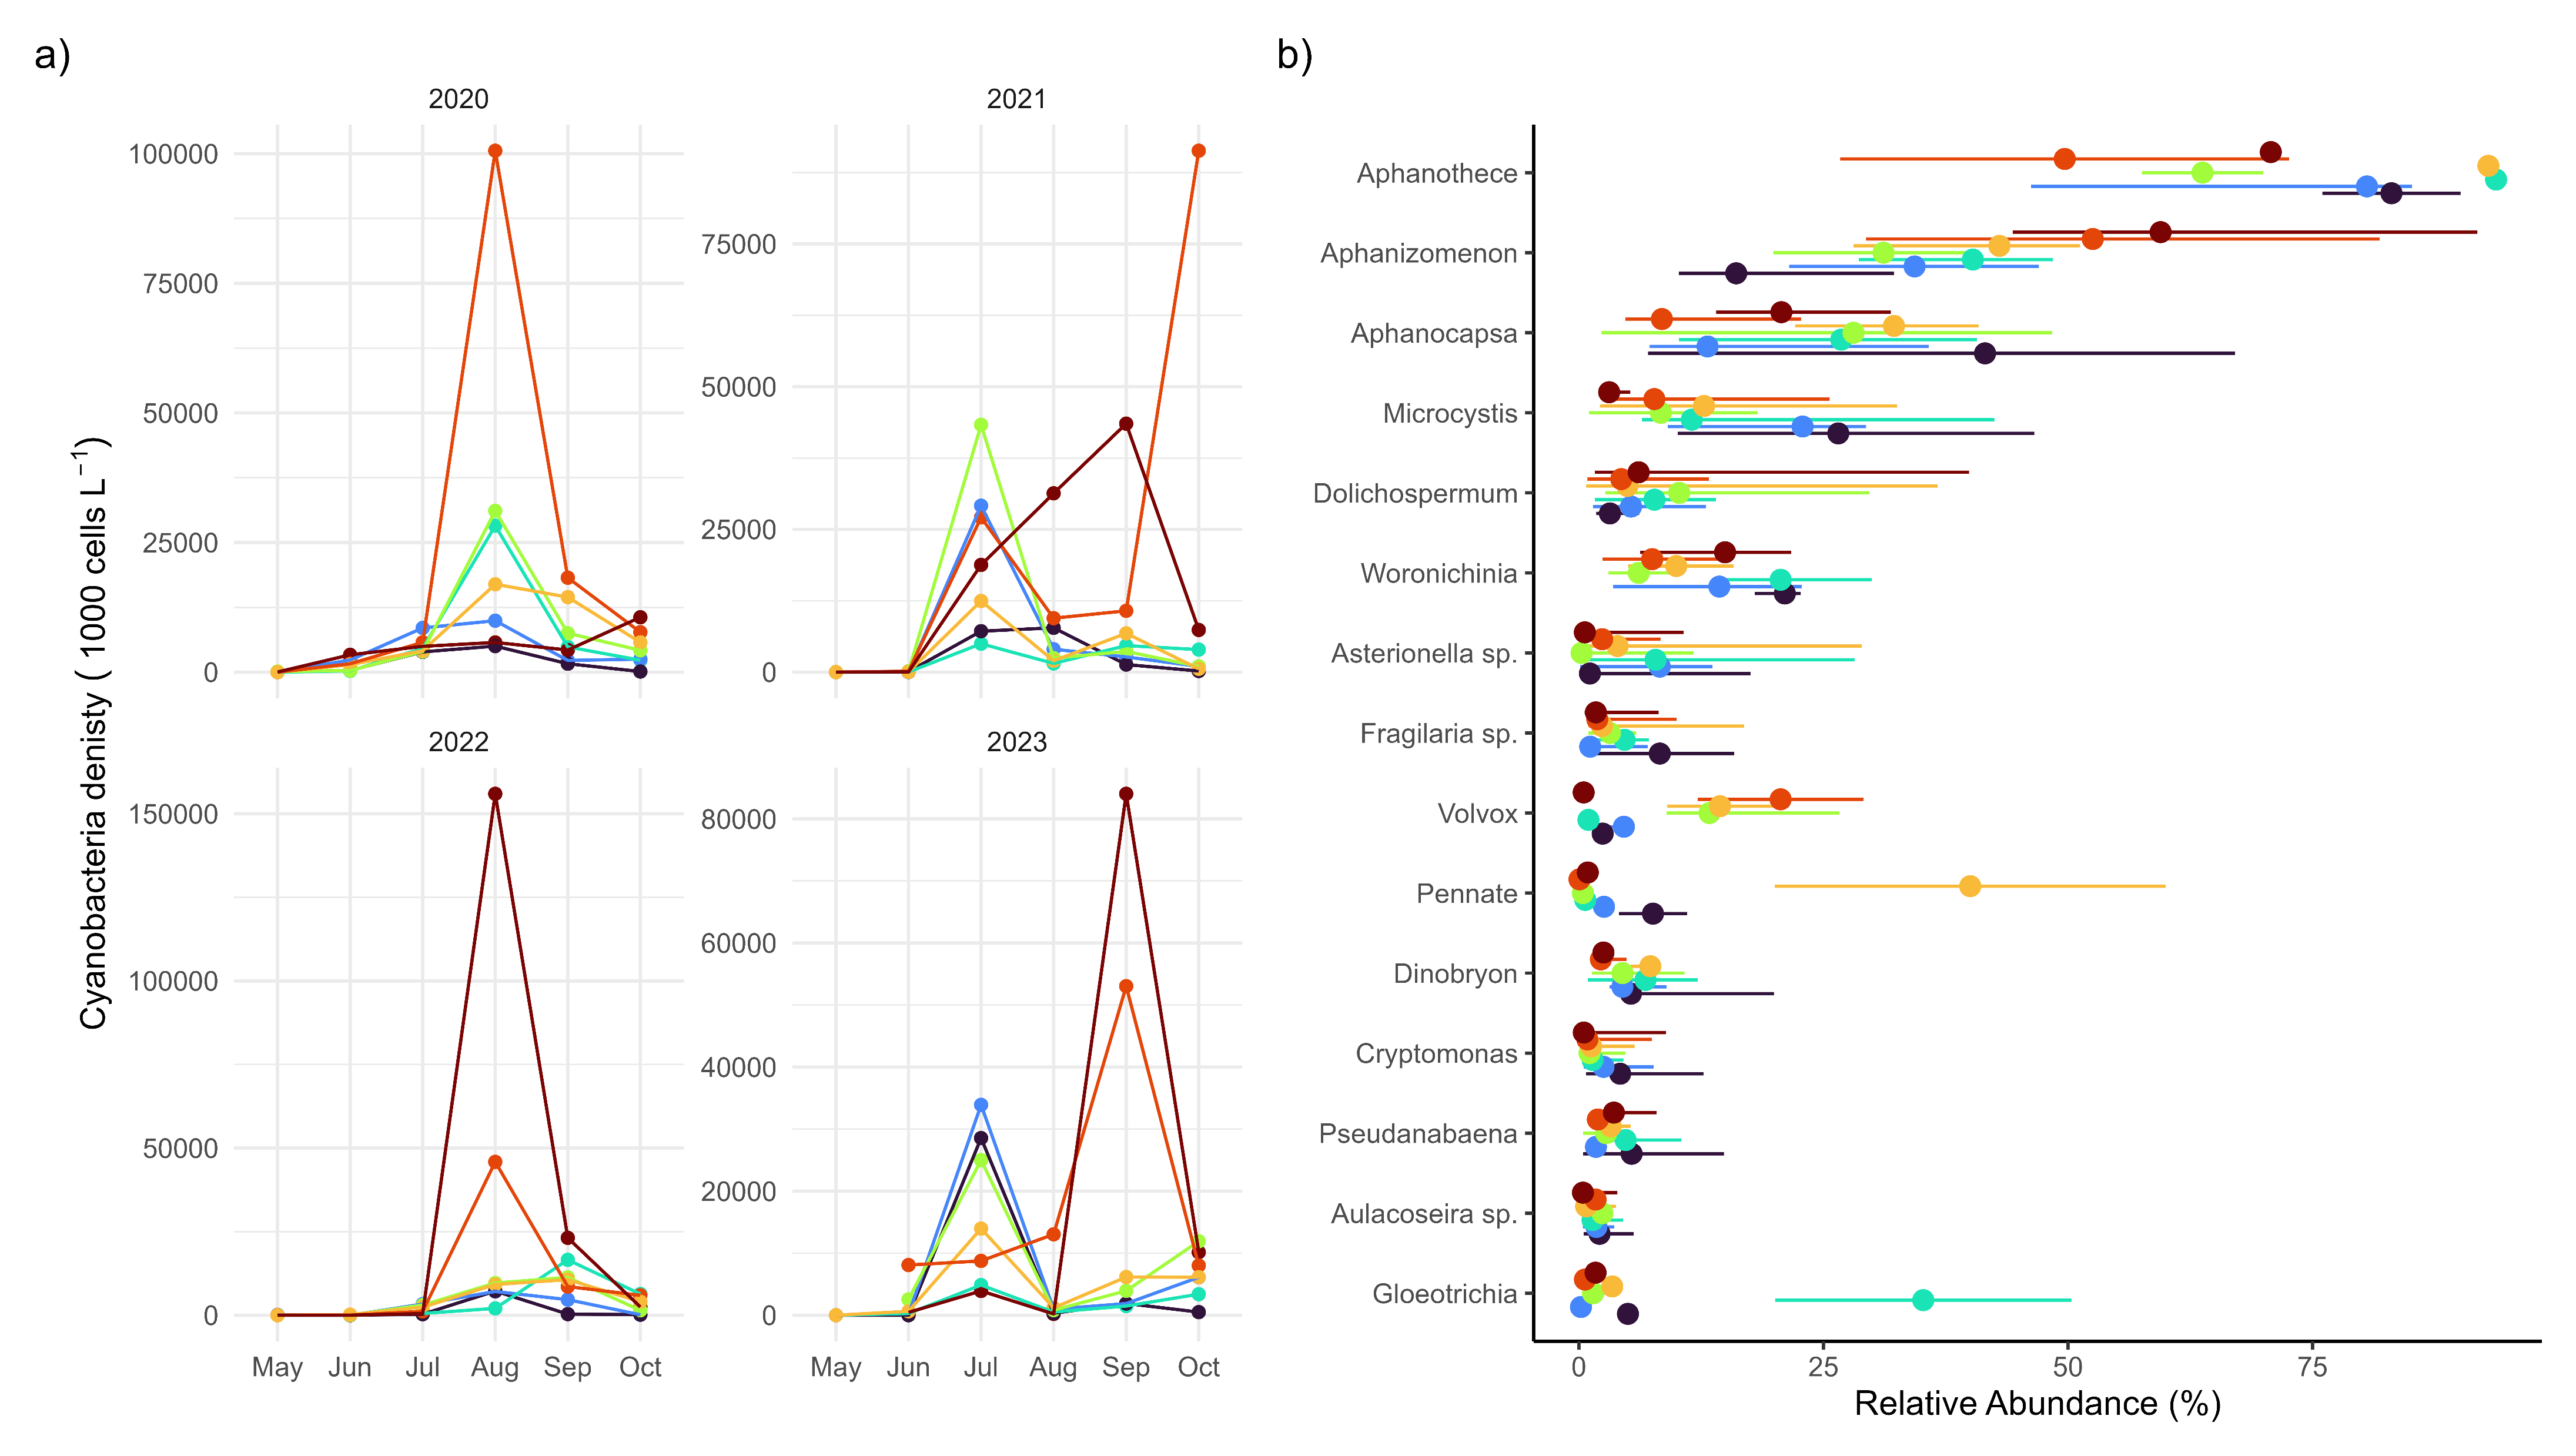 a)
2020
2021
100000
75000
50000
25000
0
75000
50000
25000
0
Cyanobacteria denisty ( 1000 cells L⁻¹)
2022
2023
150000
100000
50000
0
80000
60000
40000
20000
0
May Jun Jul Aug Sep Oct
May Jun Jul Aug Sep Oct
b)
Aphanothece
Aphanizomenon
Aphanocapsa
Microcystis
Dolichospermum
Woronichinia
Asterionella sp.
Fragilaria sp.
Volvox
Pennate
Dinobryon
Cryptomonas
Pseudanabaena
Aulacoseira sp.
Gloeotrichia
0 25 50 75
Relative Abundance (%)